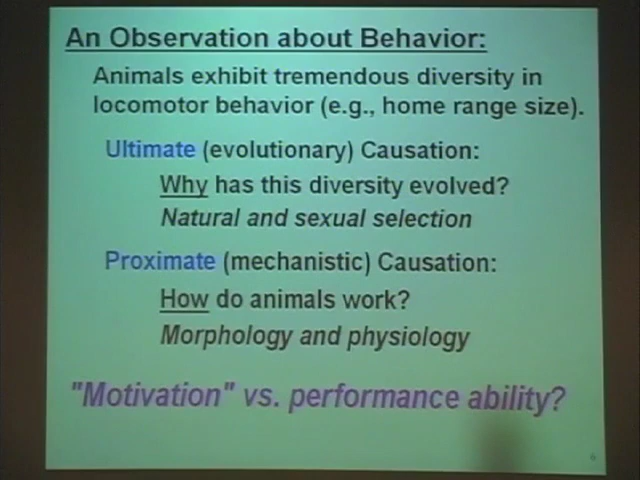 An Observation about Behavior:
Animals exhibit tremendous diversity in
locomotor behavior (e.g., home range size).
Ultimate (evolutionary) Causation:
Why has this diversity evolved?
Natural and sexual selection
Proximate (mechanistic) Causation:
How do animals work?
Morphology and physiology
"Motivation" vs. performance ability?